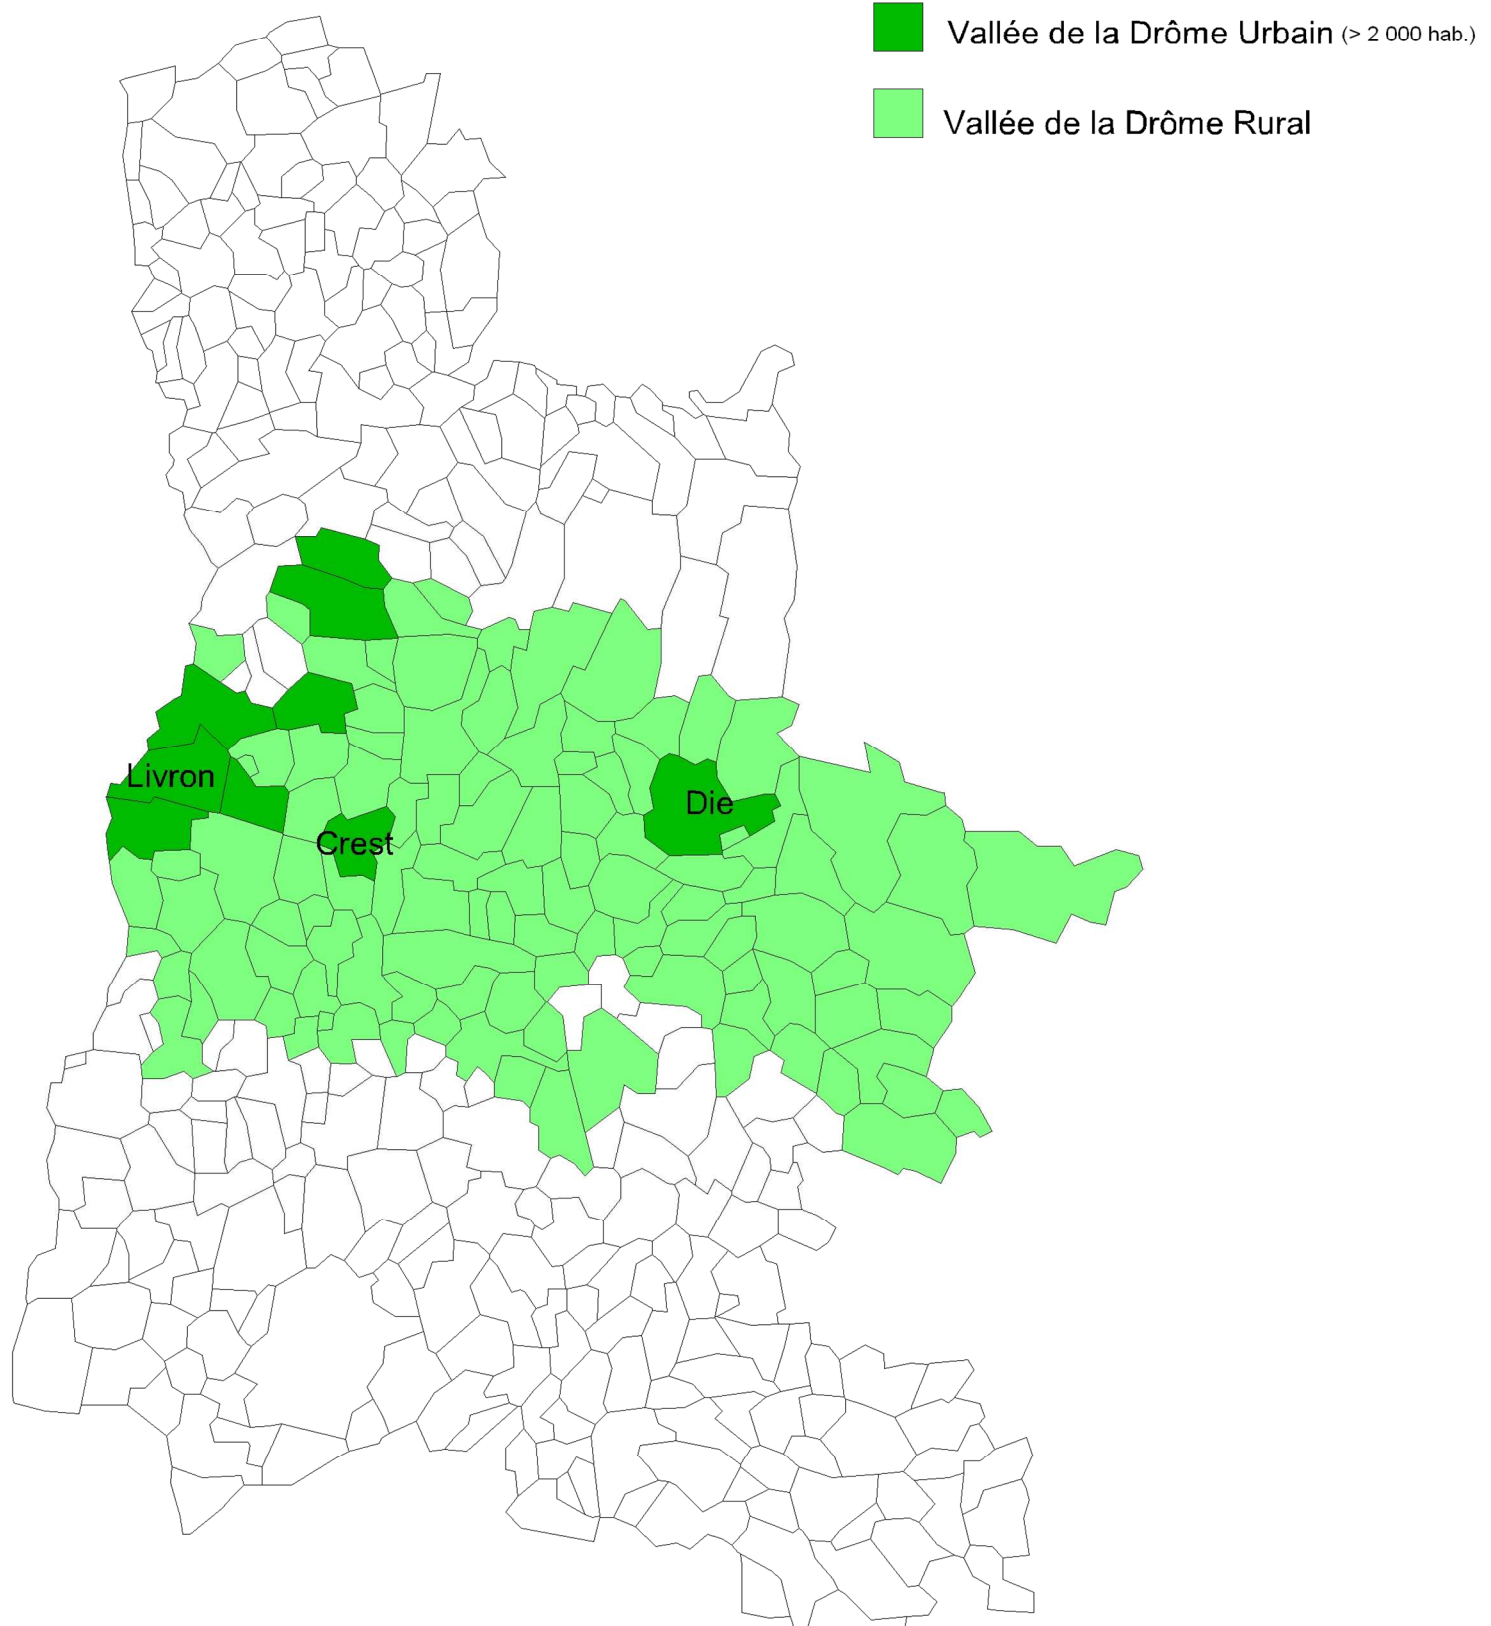 Vallée de la Drôme Urbain (> 2 000 hab.)
Vallée de la Drôme Rural
Livron
Die
Crest